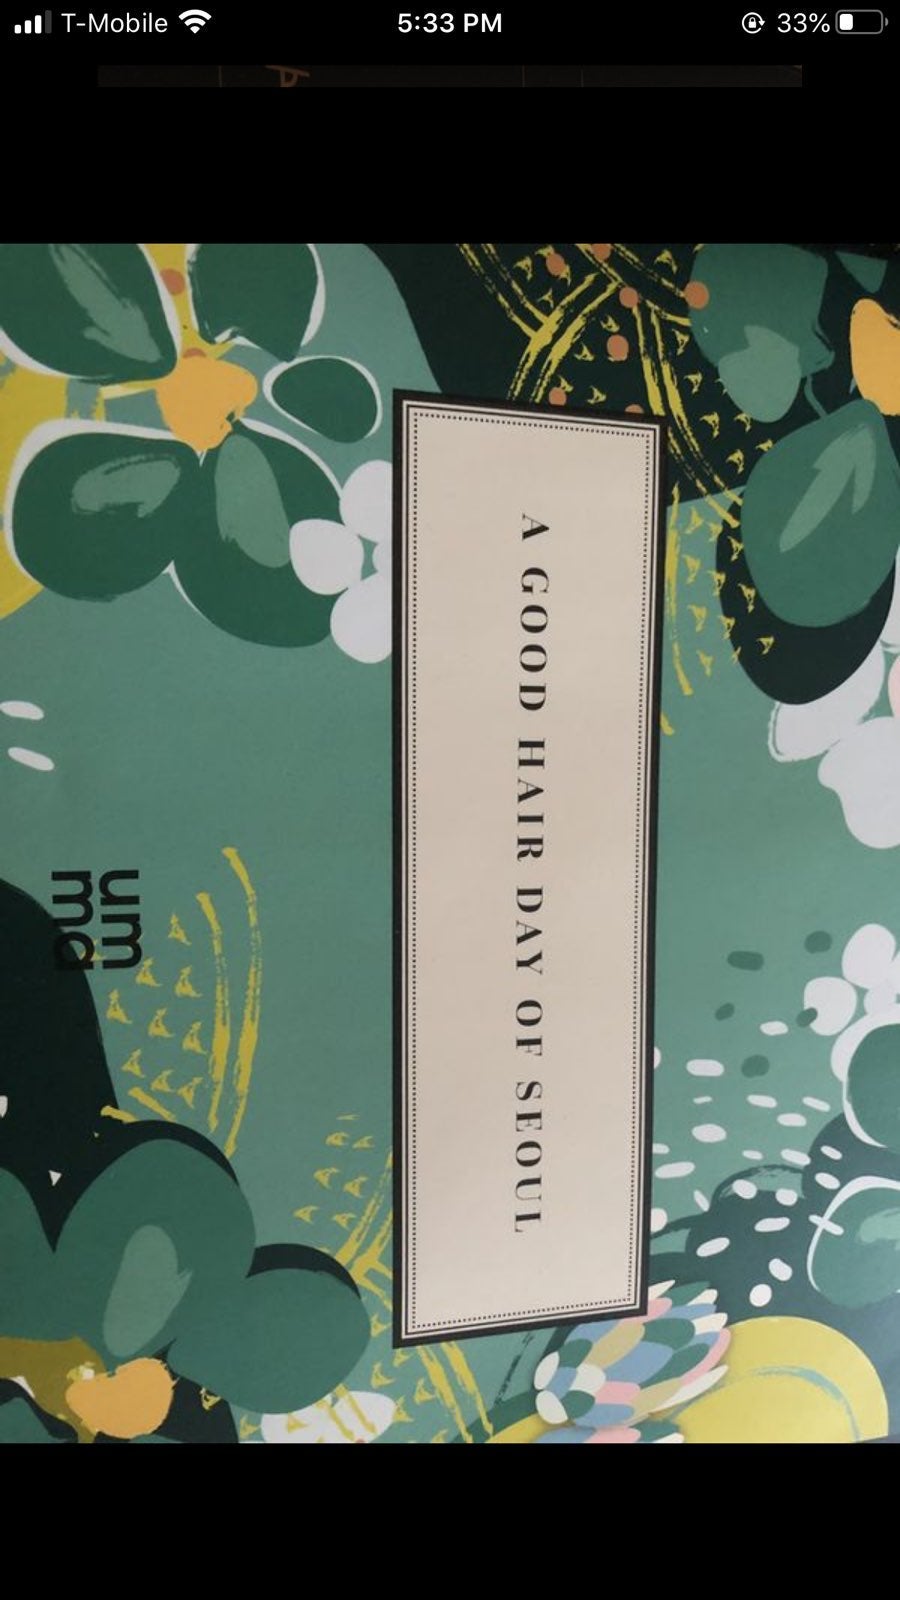 T-Mobile 5:33 PM 33%
A GOOD HAIR DAY OF SEOUL
um
ma